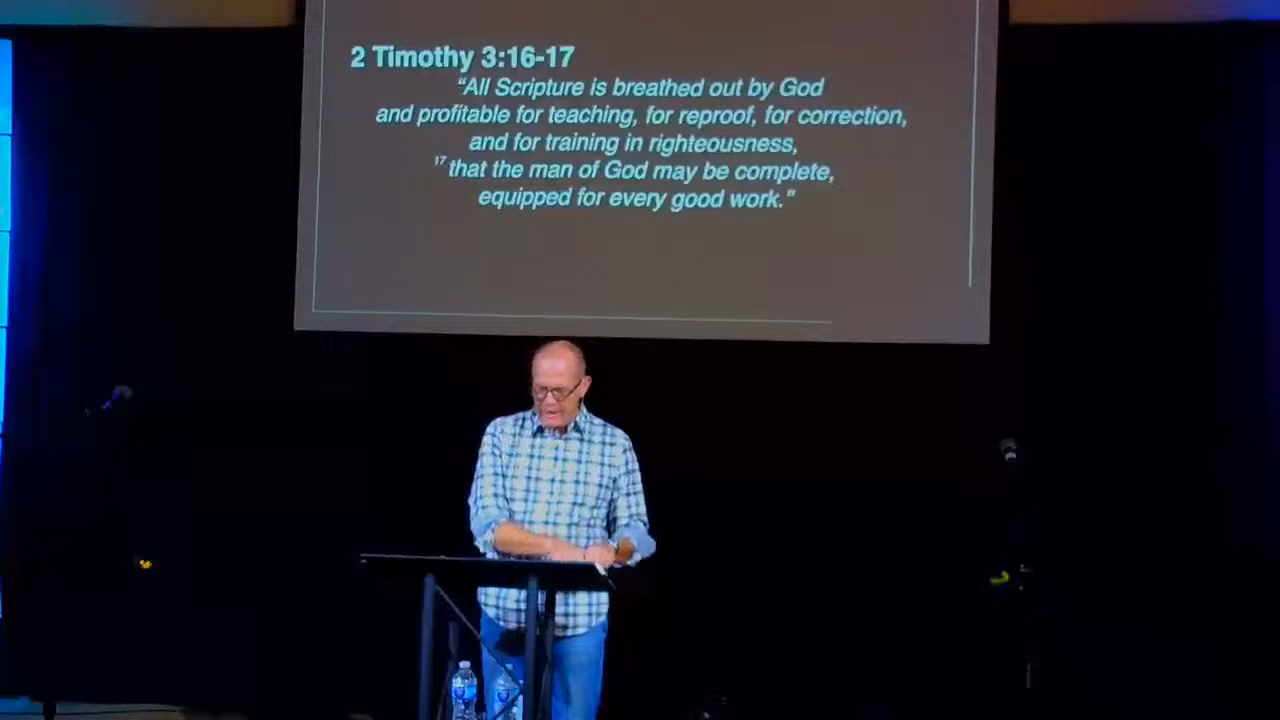 2 Timothy 3:16-17
“All Scripture is breathed out by God
and profitable for teaching, for reproof, for correction,
and for training in righteousness,
17 that the man of God may be complete,
equipped for every good work.”